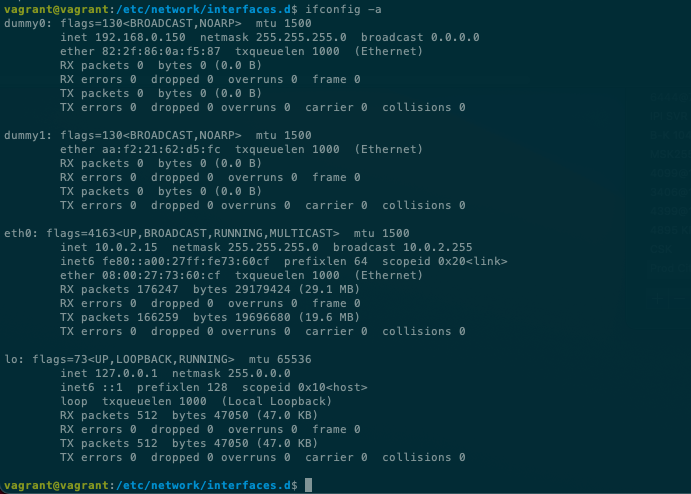 vagrant@vagrant:/etc/network/interfaces.d$ ifconfig -a
dummy0: flags=130<BROADCAST,NOARP>  mtu 1500
        inet 192.168.0.150  netmask 255.255.255.0  broadcast 0.0.0.0
        ether 82:2f:86:0a:f5:87  txqueuelen 1000  (Ethernet)
        RX packets 0  bytes 0 (0.0 B)
        RX errors 0  dropped 0  overruns 0  frame 0
        TX packets 0  bytes 0 (0.0 B)
        TX errors 0  dropped 0 overruns 0  carrier 0  collisions 0

dummy1: flags=130<BROADCAST,NOARP>  mtu 1500
        ether aa:f2:21:62:d5:fc  txqueuelen 1000  (Ethernet)
        RX packets 0  bytes 0 (0.0 B)
        RX errors 0  dropped 0  overruns 0  frame 0
        TX packets 0  bytes 0 (0.0 B)
        TX errors 0  dropped 0 overruns 0  carrier 0  collisions 0

eth0: flags=4163<UP,BROADCAST,RUNNING,MULTICAST>  mtu 1500
        inet 10.0.2.15  netmask 255.255.255.0  broadcast 10.0.2.255
        inet6 fe80::a00:27ff:fe73:60cf  prefixlen 64  scopeid 0x20<link>
        ether 08:00:27:73:60:cf  txqueuelen 1000  (Ethernet)
        RX packets 176247  bytes 29179424 (29.1 MB)
        RX errors 0  dropped 0  overruns 0  frame 0
        TX packets 166259  bytes 19696680 (19.6 MB)
        TX errors 0  dropped 0 overruns 0  carrier 0  collisions 0

lo: flags=73<UP,LOOPBACK,RUNNING>  mtu 65536
        inet 127.0.0.1  netmask 255.0.0.0
        inet6 ::1  prefixlen 128  scopeid 0x10<host>
        loop  txqueuelen 1000  (Local Loopback)
        RX packets 512  bytes 47050 (47.0 KB)
        RX errors 0  dropped 0  overruns 0  frame 0
        TX packets 512  bytes 47050 (47.0 KB)
        TX errors 0  dropped 0 overruns 0  carrier 0  collisions 0

vagrant@vagrant:/etc/network/interfaces.d$